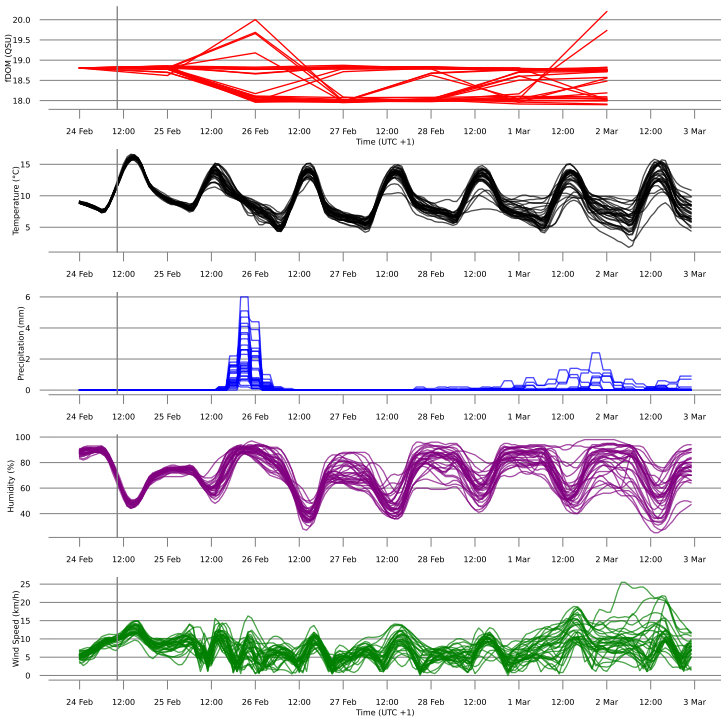 fDOM (QSU)
20.0
19.5
19.0
18.5
18.0
24 Feb 12:00 25 Feb 12:00 26 Feb 12:00 27 Feb 12:00 28 Feb 12:00 1 Mar 12:00 2 Mar 12:00 3 Mar
Time (UTC +1)
Temperature (°C)
15
10
5
24 Feb 12:00 25 Feb 12:00 26 Feb 12:00 27 Feb 12:00 28 Feb 12:00 1 Mar 12:00 2 Mar 12:00 3 Mar
Precipitation (mm)
6
4
2
0
24 Feb 12:00 25 Feb 12:00 26 Feb 12:00 27 Feb 12:00 28 Feb 12:00 1 Mar 12:00 2 Mar 12:00 3 Mar
Humidity (%)
100
80
60
40
24 Feb 12:00 25 Feb 12:00 26 Feb 12:00 27 Feb 12:00 28 Feb 12:00 1 Mar 12:00 2 Mar 12:00 3 Mar
Wind Speed (km/h)
25
20
15
10
5
0
24 Feb 12:00 25 Feb 12:00 26 Feb 12:00 27 Feb 12:00 28 Feb 12:00 1 Mar 12:00 2 Mar 12:00 3 Mar
Time (UTC +1)